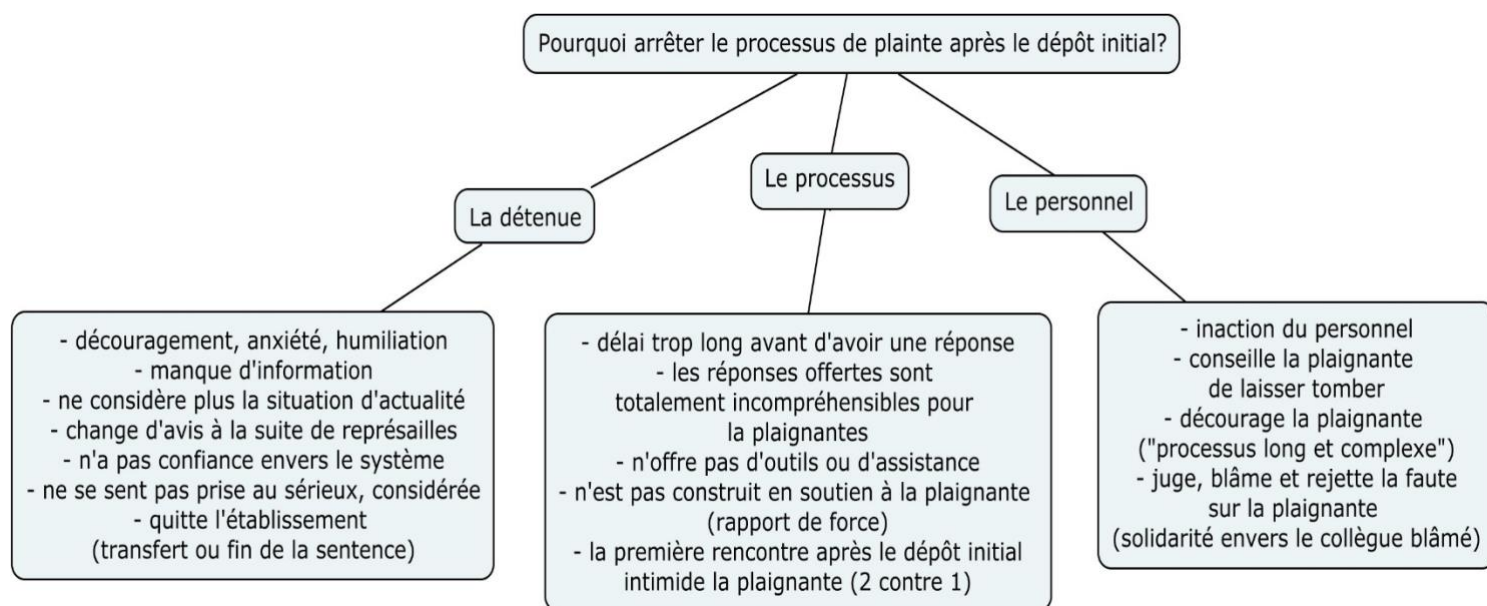 Pourquoi arrêter le processus de plainte après le dépôt initial?
La détenue
Le processus
Le personnel
- découragement, anxiété, humiliation
- manque d'information
- ne considère plus la situation d'actualité
- change d'avis à la suite de représailles
- n'a pas confiance envers le système
- ne se sent pas prise au sérieux, considérée
- quitte l'établissement
(transfert ou fin de la sentence)
- délai trop long avant d'avoir une réponse
- les réponses offertes sont
totalement incompréhensibles pour
la plaignantes
- n'offre pas d'outils ou d'assistance
- n'est pas construit en soutien à la plaignante
(rapport de force)
- la première rencontre après le dépôt initial
intimide la plaignante (2 contre 1)
- inaction du personnel
- conseille la plaignante
de laisser tomber
- décourage la plaignante
("processus long et complexe")
- juge, blâme et rejette la faute
sur la plaignante
(solidarité envers le collègue blâmé)